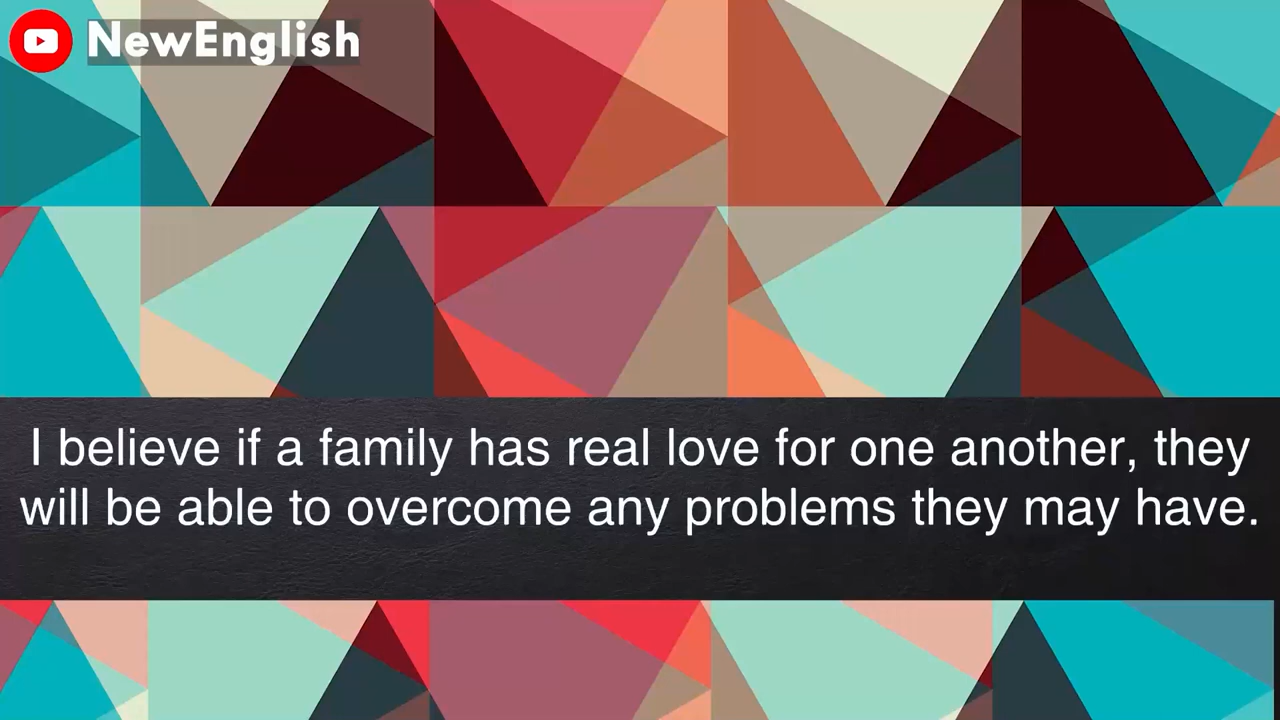 NewEnglish
I believe if a family has real love for one another, they
will be able to overcome any problems they may have.